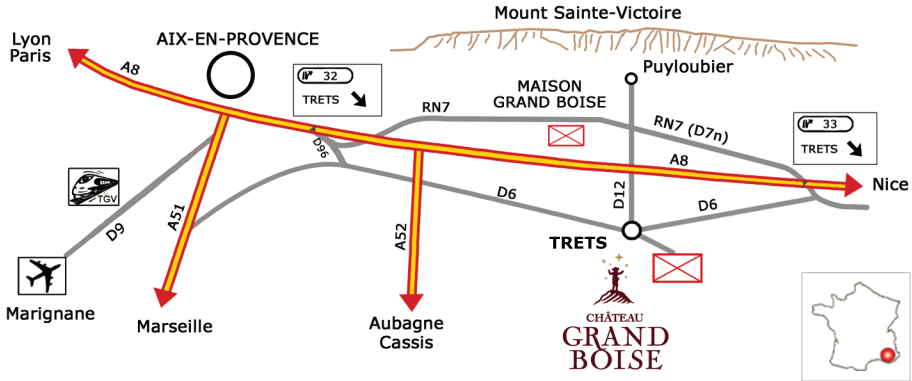 Mount Sainte-Victoire
Lyon
Paris
AIX-EN-PROVENCE
A8
32
TRETS
Puyloubier
MAISON
GRAND BOISE
RN7
RN7 (D7n)
33
TRETS
D96
A8
Nice
TGV
D9
A51
A52
D6
D12
D6
TRETS
Marignane
Marseille
Aubagne
Cassis
CHÂTEAU
GRAND
BOISE